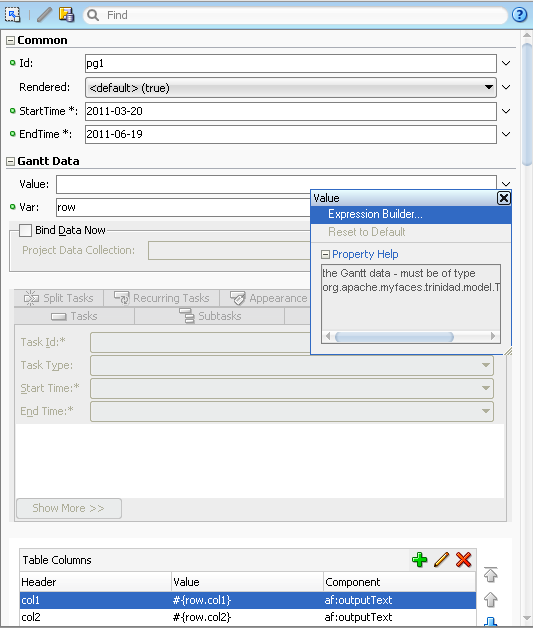 Find
Common
Id: pg1
Rendered: <default> (true)
StartTime *: 2011-03-20
EndTime *: 2011-06-19
Gantt Data
Value:
Var: row
Value
Expression Builder...
Reset to Default
Property Help
the Gantt data - must be of type
org.apache.myfaces.trinidad.model.T
Bind Data Now
Project Data Collection:
Split Tasks Recurring Tasks Appearance
Tasks Subtasks
Task Id:*
Task Type:
Start Time:*
End Time:*
Show More >>
Table Columns
Header Value Component
col1 #{row.col1} af:outputText
col2 #{row.col2} af:outputText